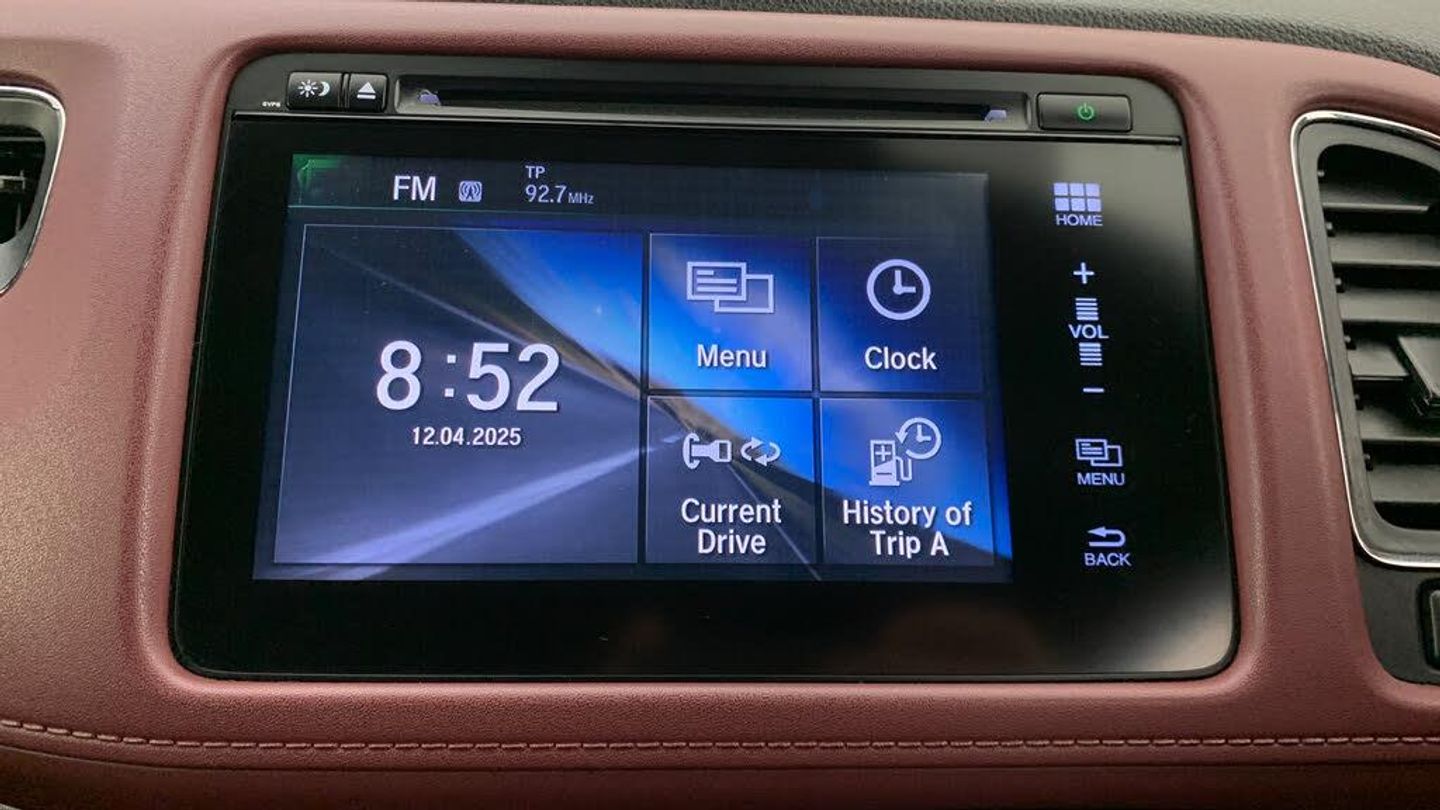 FM
TP
92.7 MHz
HOME
8:52
12.04.2025
Menu
Clock
VOL
Current
Drive
History of
Trip A
MENU
BACK